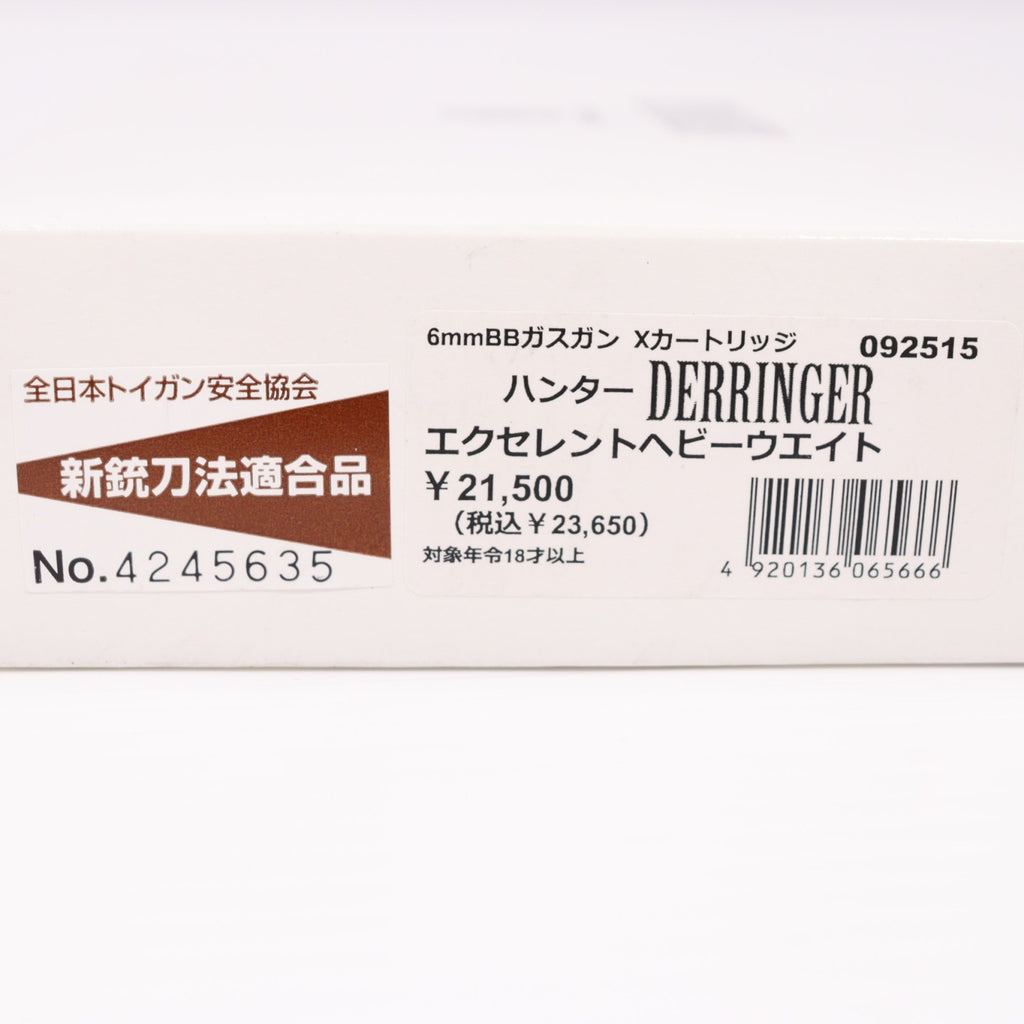 全日本トイガン安全協会
新銃刀法適合品
No.4245635
6mmBBガスガン Xカートリッジ 092515
ハンター DERRINGER
エクセレントヘビーウエイト
￥21,500
（税込￥23,650）
対象年令18才以上
4 920136 065666